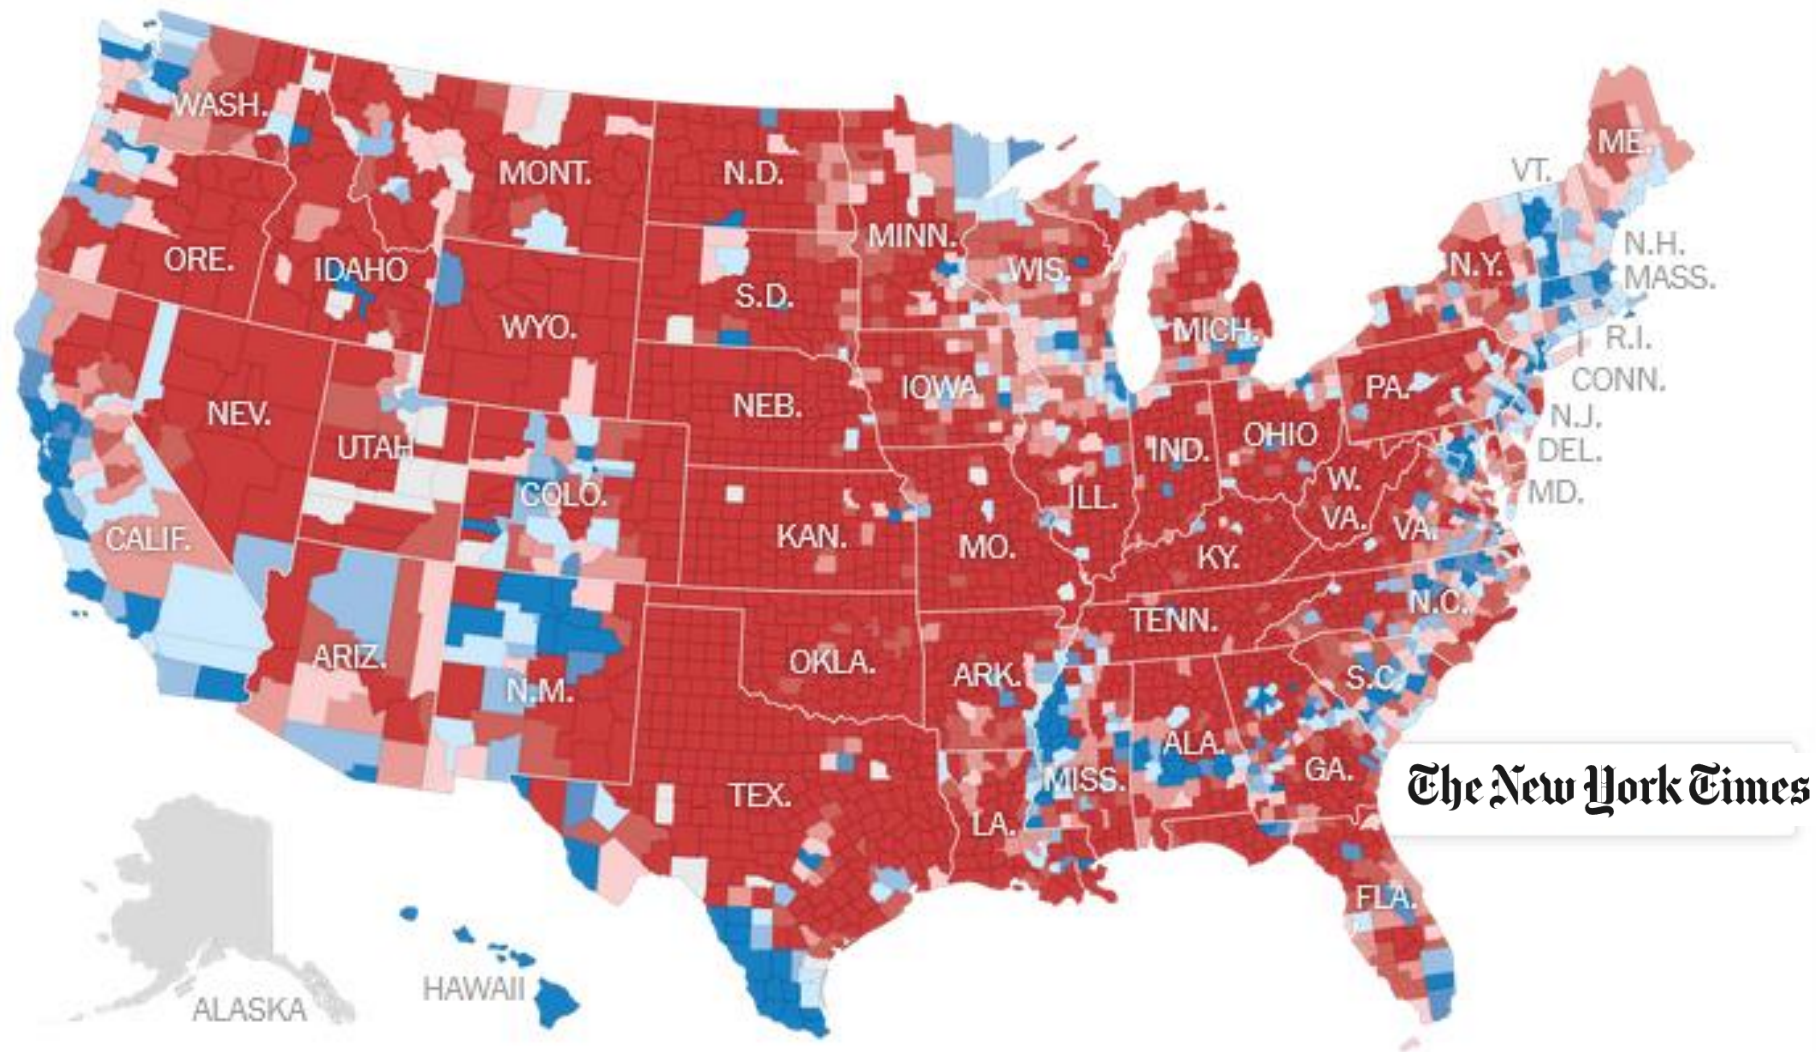 WASH.
ME.
VT.
MONT.
N.D.
MINN.
N.H.
ORE.
IDAHO
WIS.
N.Y.
MASS.
S.D.
WYO.
MICH.
R.I.
IOWA
PA.
CONN.
NEV.
NEB.
N.J.
UTAH
IND.
OHIO
DEL.
COLO.
ILL.
W.
VA.
MD.
CALIF.
KAN.
MO.
KY.
VA.
N.C.
TENN.
ARIZ.
OKLA.
ARK.
S.C.
N.M.
ALA.
GA.
MISS.
The New York Times
TEX.
LA.
FLA.
HAWAII
ALASKA